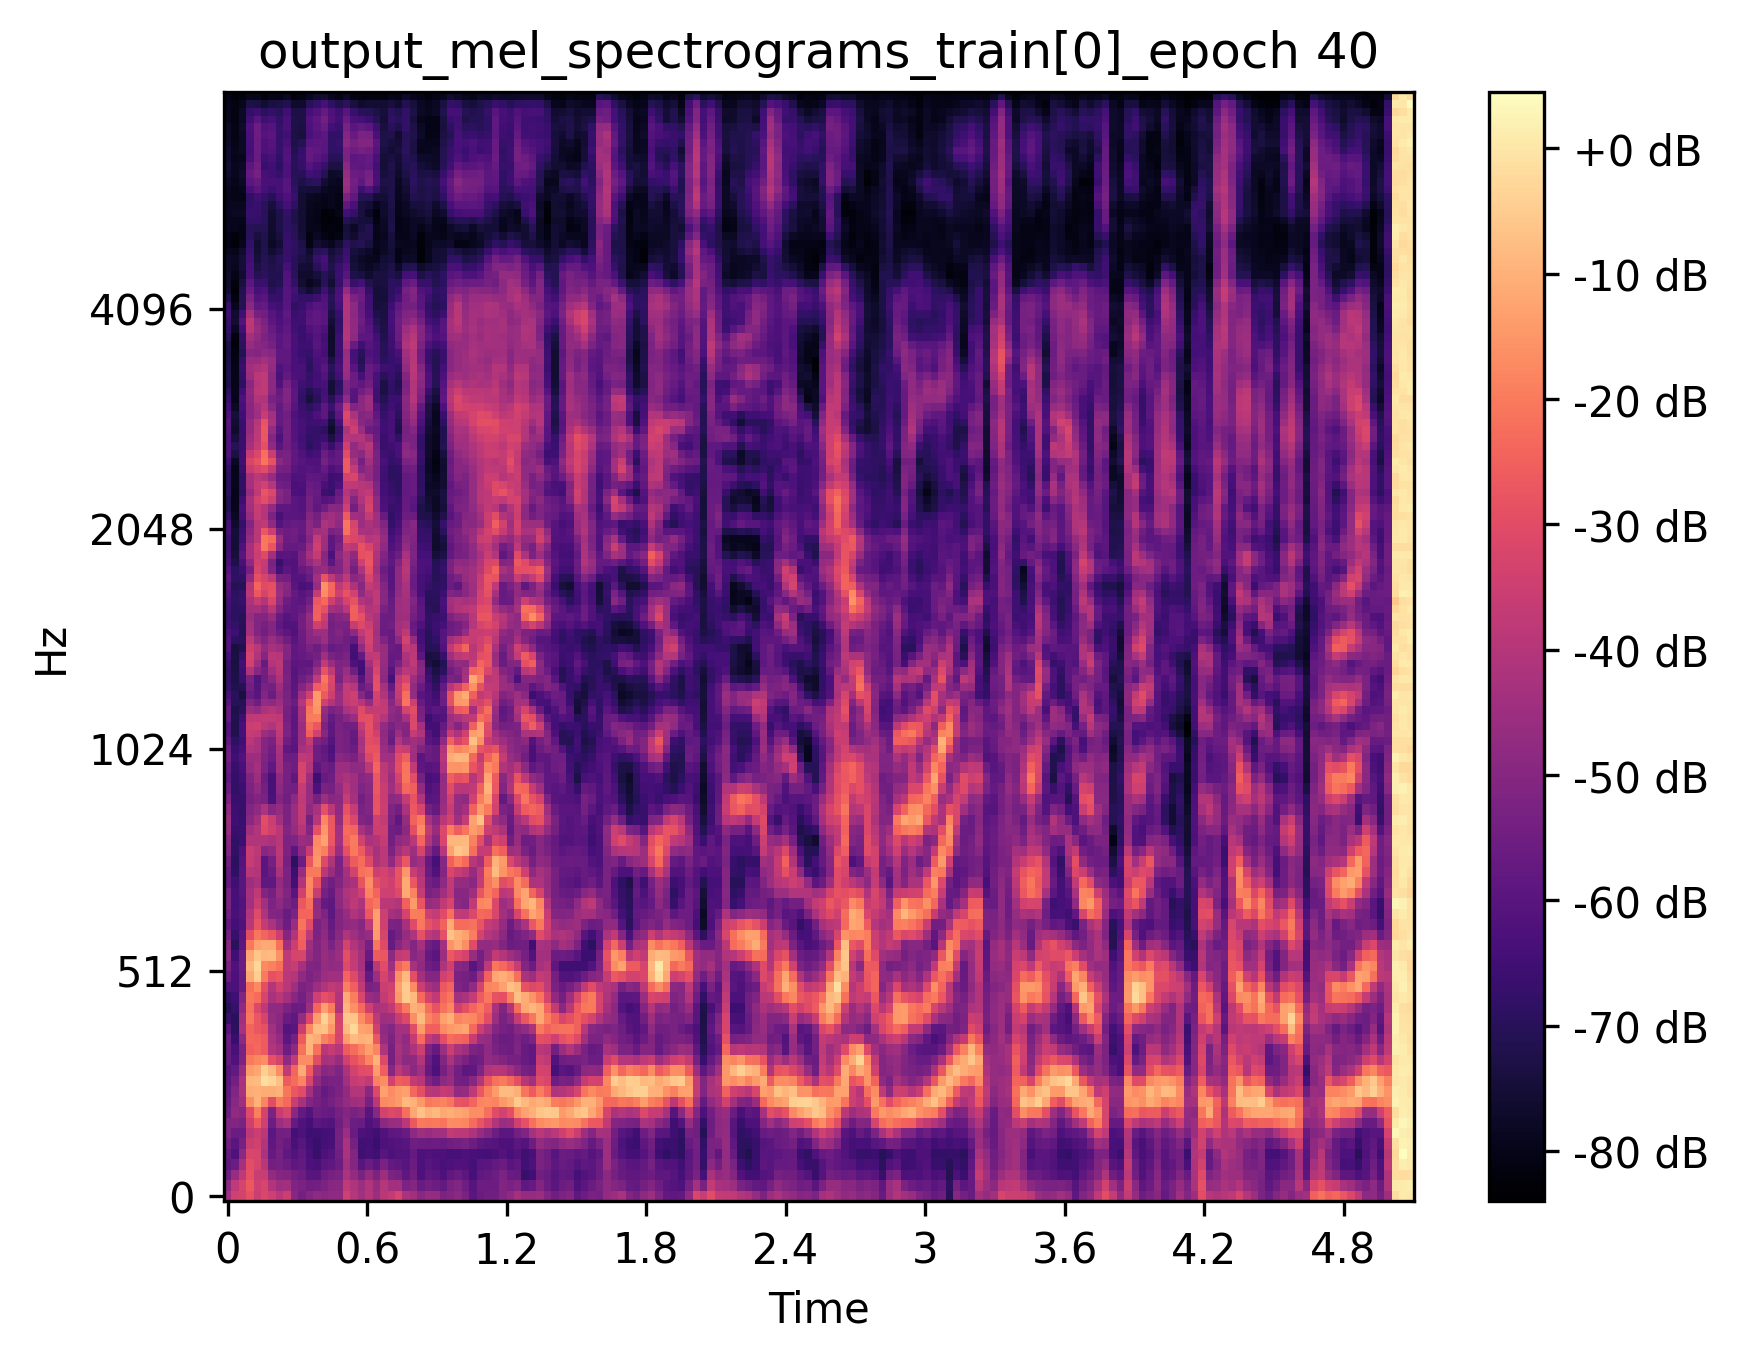 output_mel_spectrograms_train[0]_epoch 40
Hz
4096
2048
1024
512
0
0 0.6 1.2 1.8 2.4 3 3.6 4.2 4.8
Time
+0 dB
-10 dB
-20 dB
-30 dB
-40 dB
-50 dB
-60 dB
-70 dB
-80 dB